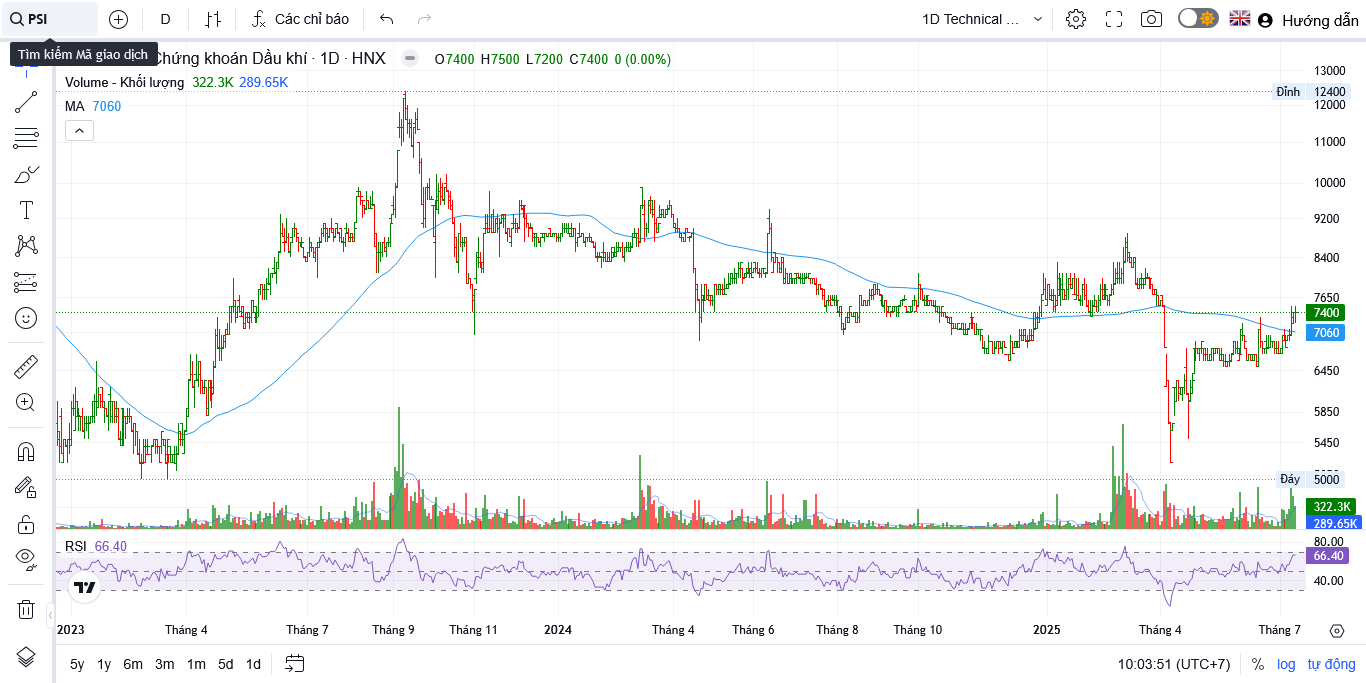 PSI
D
Các chỉ báo
1D Technical ...
Hướng dẫn
Tìm kiếm Mã giao dịch
Chứng khoán Dầu khí · 1D · HNX
O7400 H7500 L7200 C7400 0 (0.00%)
Volume - Khối lượng 322.3K 289.65K
MA 7060
13000
Đỉnh 12400
12000
11000
10000
9200
8400
7650
7400
7060
6450
5850
5450
Đáy 5000
322.3K
289.65K
RSI 66.40
80.00
66.40
40.00
2023 Tháng 4 Tháng 7 Tháng 9 Tháng 11 2024 Tháng 4 Tháng 6 Tháng 8 Tháng 10 2025 Tháng 4 Tháng 7
5y 1y 6m 3m 1m 5d 1d
10:03:51 (UTC+7) % log tự động